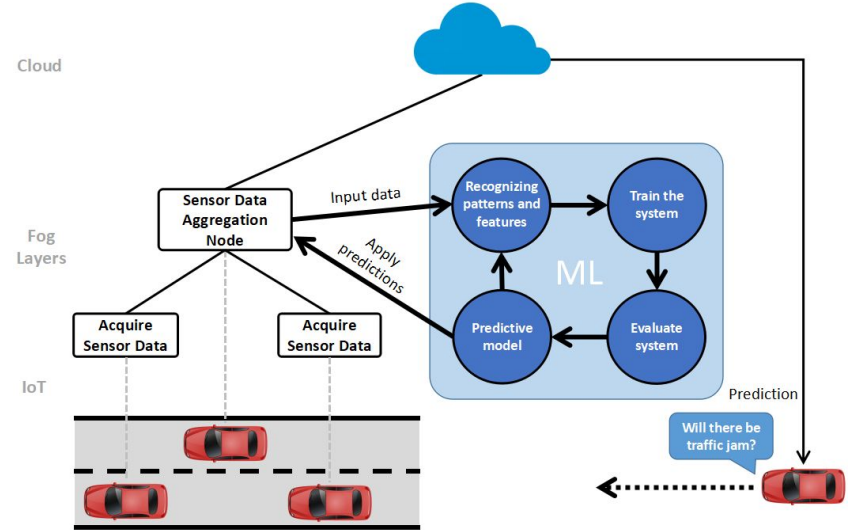 Cloud
Fog
Layers
IoT
Sensor Data
Aggregation
Node
Acquire
Sensor Data
Acquire
Sensor Data
Input data
Apply
predictions
Recognizing
patterns and
features
Train the
system
ML
Predictive
model
Evaluate
system
Prediction
Will there be
traffic jam?